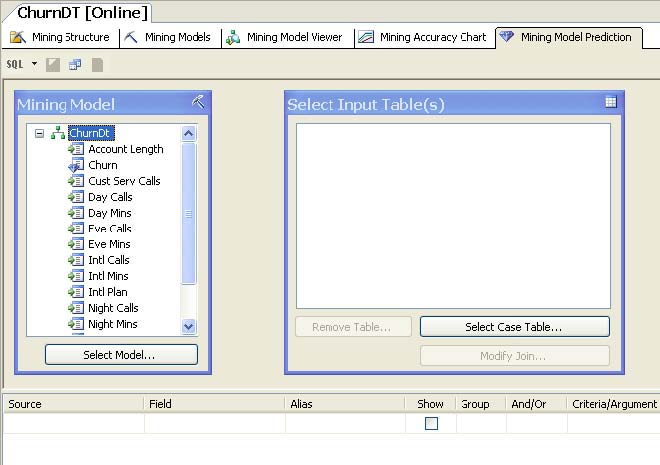 ChurnDT [Online]
Mining Structure Mining Models Mining Model Viewer Mining Accuracy Chart Mining Model Prediction
SQL
Mining Model
ChurnDt
Account Length
Churn
Cust Serv Calls
Day Calls
Day Mins
Eve Calls
Eve Mins
Intl Calls
Intl Mins
Intl Plan
Night Calls
Night Mins
Select Model...
Select Input Table(s)
Remove Table... Select Case Table...
Modify Join...
Source Field Alias Show Group And/Or Criteria/Argument